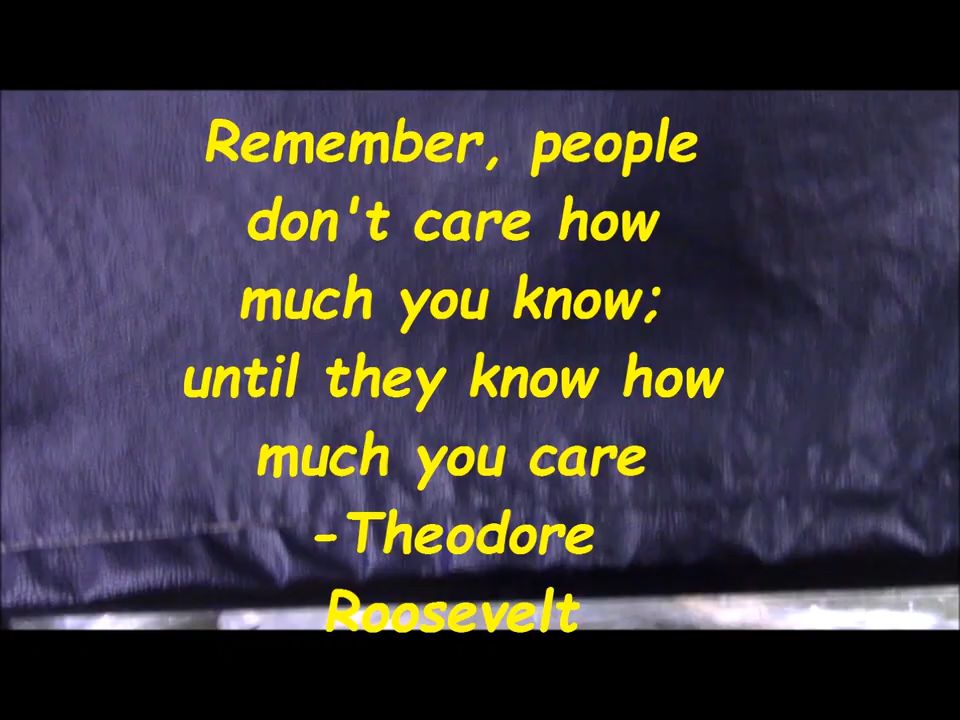 Remember, people
don't care how
much you know;
until they know how
much you care
-Theodore
Roosevelt